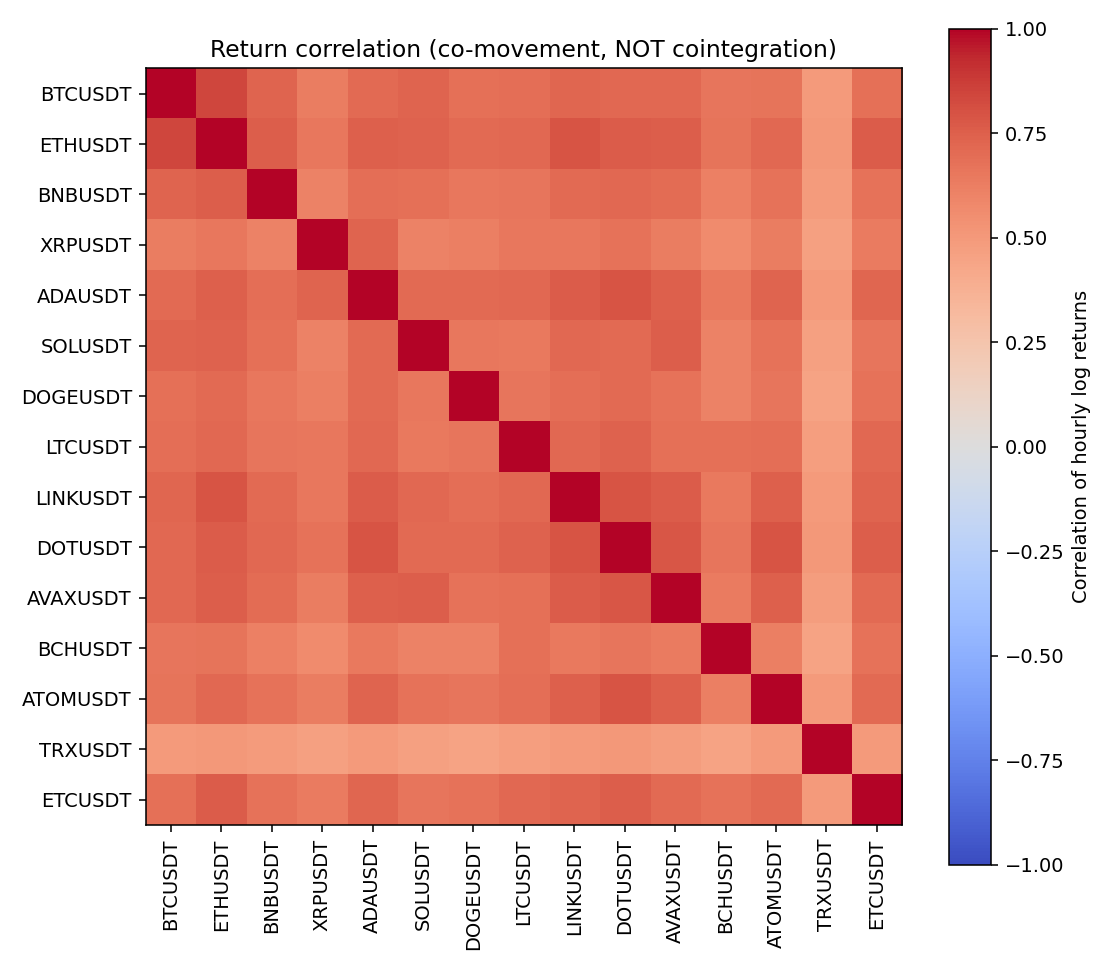 Return correlation (co-movement, NOT cointegration)
BTCUSDT
ETHUSDT
BNBUSDT
XRPUSDT
ADAUSDT
SOLUSDT
DOGEUSDT
LTCUSDT
LINKUSDT
DOTUSDT
AVAXUSDT
BCHUSDT
ATOMUSDT
TRXUSDT
ETCUSDT
BTCUSDT
ETHUSDT
BNBUSDT
XRPUSDT
ADAUSDT
SOLUSDT
DOGEUSDT
LTCUSDT
LINKUSDT
DOTUSDT
AVAXUSDT
BCHUSDT
ATOMUSDT
TRXUSDT
ETCUSDT
1.00
0.75
0.50
0.25
0.00
−0.25
−0.50
−0.75
−1.00
Correlation of hourly log returns